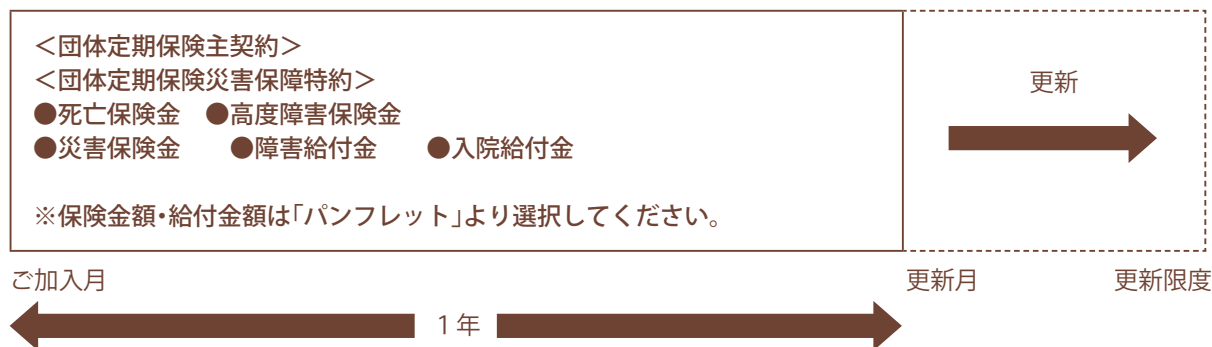 ＜団体定期保険主契約＞
＜団体定期保険災害保障特約＞
●死亡保険金　●高度障害保険金
●災害保険金　　●障害給付金　　●入院給付金
※保険金額・給付金額は「パンフレット」より選択してください。
更新
ご加入月
更新月
更新限度
1年